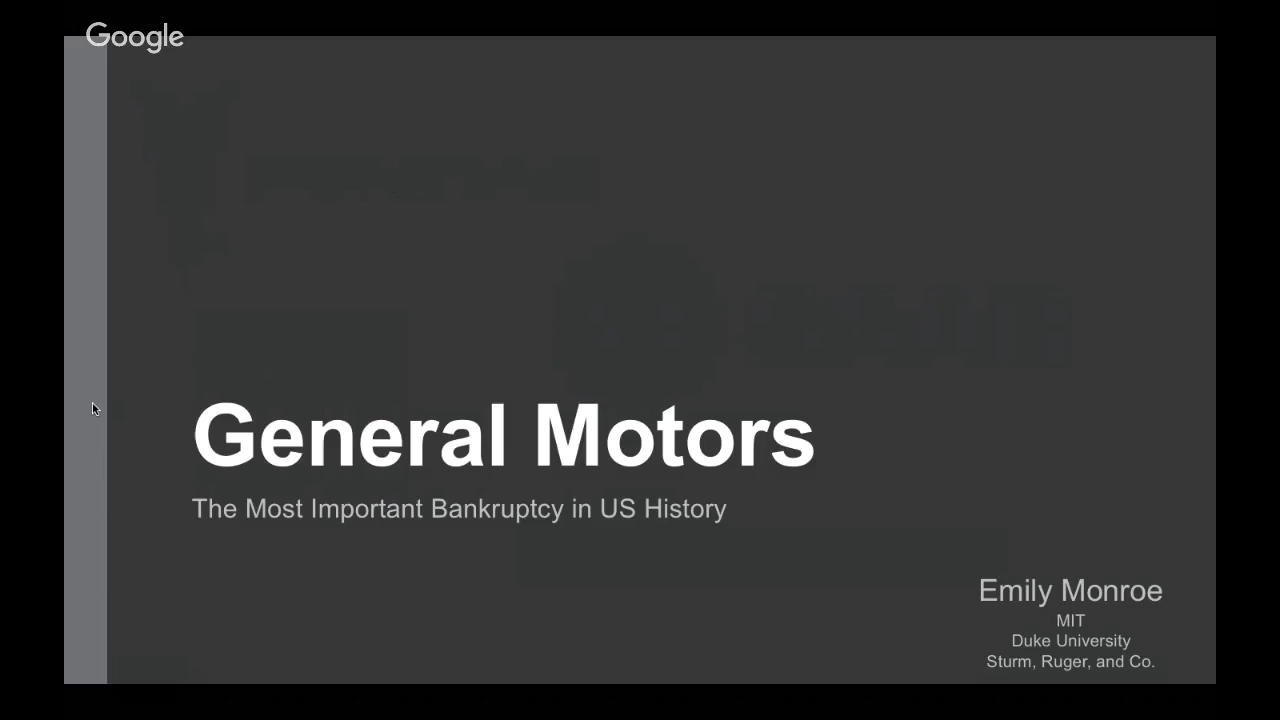 Google
General Motors
The Most Important Bankruptcy in US History
Emily Monroe
MIT
Duke University
Sturm, Ruger, and Co.